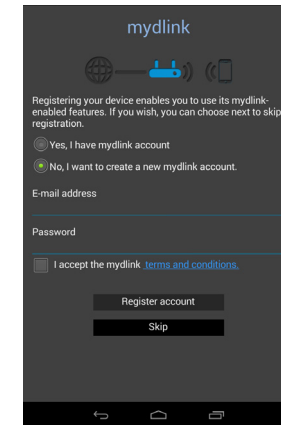 mydlink
Registering your device enables you to use its mydlink-
enabled features. If you wish, you can choose next to skip
registration.
Yes, I have mydlink account
No, I want to create a new mydlink account.
E-mail address
Password
I accept the mydlink terms and conditions.
Register account
Skip